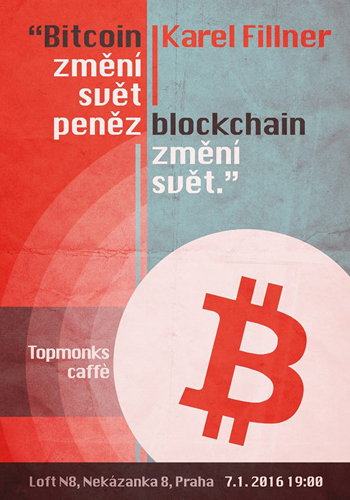 “Bitcoin
změní
svět
peněz
Karel Fillner
blockchain
změní
svět.”
Topmonks
caffè
Loft N8, Nekázanka 8, Praha 7.1. 2016 19:00